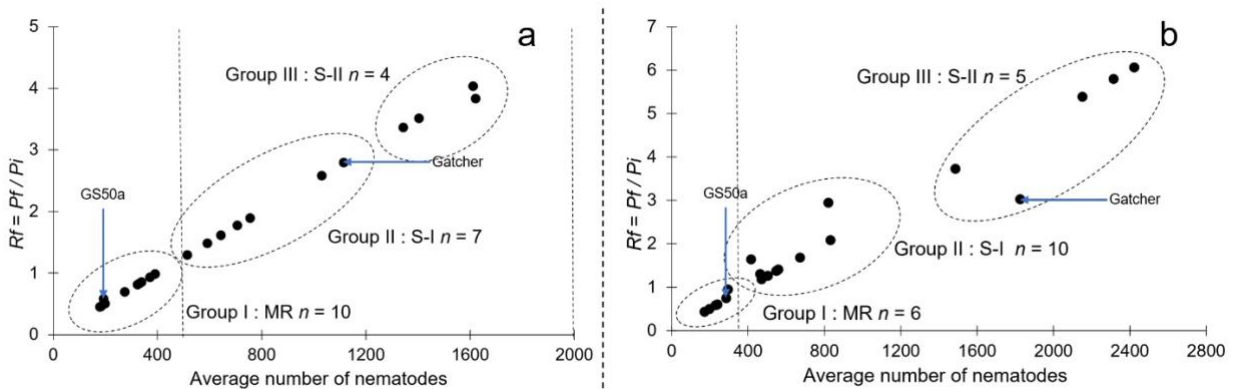 a
5
4
3
2
1
0
Rf = Pf / Pi
Group III : S-II n = 4
Gatcher
GS50a
Group II : S-I n = 7
Group I : MR n = 10
0 400 800 1200 1600 2000
Average number of nematodes
b
7
6
5
4
3
2
1
0
Rf = Pf / Pi
Group III : S-II n = 5
GS50a
Gatcher
Group II : S-I n = 10
Group I : MR n = 6
0 400 800 1200 1600 2000 2400 2800
Average number of nematodes